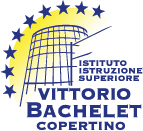 ISTITUTO
ISTRUZIONE
SUPERIORE
VITTORIO
BACHELET
COPERTINO